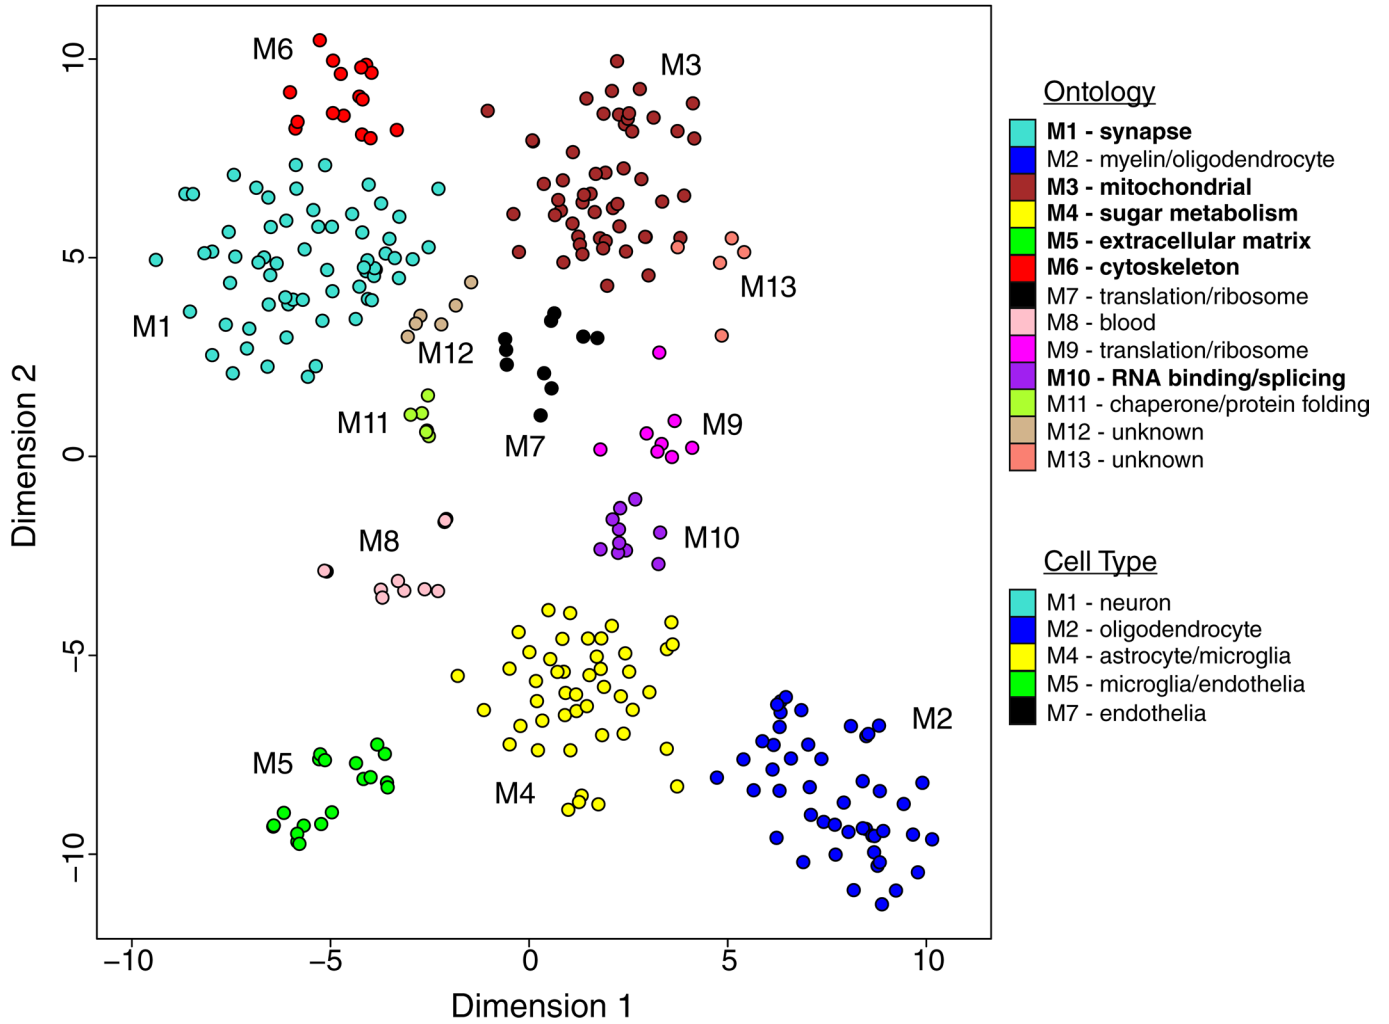 M6
M3
M13
M1
M12
M11
M7
M9
M8
M10
M5
M4
M2
10
5
0
−5
−10
Dimension 2
−10
−5
0
5
10
Dimension 1
Ontology
M1 - synapse
M2 - myelin/oligodendrocyte
M3 - mitochondrial
M4 - sugar metabolism
M5 - extracellular matrix
M6 - cytoskeleton
M7 - translation/ribosome
M8 - blood
M9 - translation/ribosome
M10 - RNA binding/splicing
M11 - chaperone/protein folding
M12 - unknown
M13 - unknown
Cell Type
M1 - neuron
M2 - oligodendrocyte
M4 - astrocyte/microglia
M5 - microglia/endothelia
M7 - endothelia